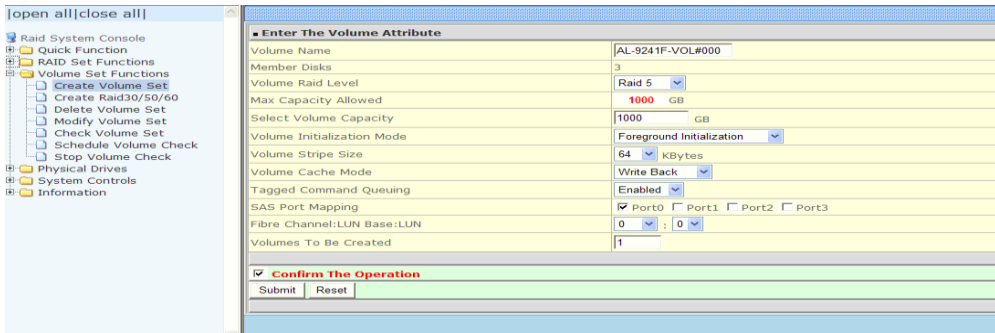 |open all|close all|
Raid System Console
Quick Function
RAID Set Functions
Volume Set Functions
Create Volume Set
Create Raid30/50/60
Delete Volume Set
Modify Volume Set
Check Volume Set
Schedule Volume Check
Stop Volume Check
Physical Drives
System Controls
Information
Enter The Volume Attribute
Volume Name AL-9241F-VOL#000
Member Disks 3
Volume Raid Level Raid 5
Max Capacity Allowed 1000 GB
Select Volume Capacity 1000 GB
Volume Initialization Mode Foreground Initialization
Volume Stripe Size 64 KBytes
Volume Cache Mode Write Back
Tagged Command Queuing Enabled
SAS Port Mapping Port0 Port1 Port2 Port3
Fibre Channel:LUN Base:LUN 0 : 0
Volumes To Be Created 1
Confirm The Operation
Submit Reset